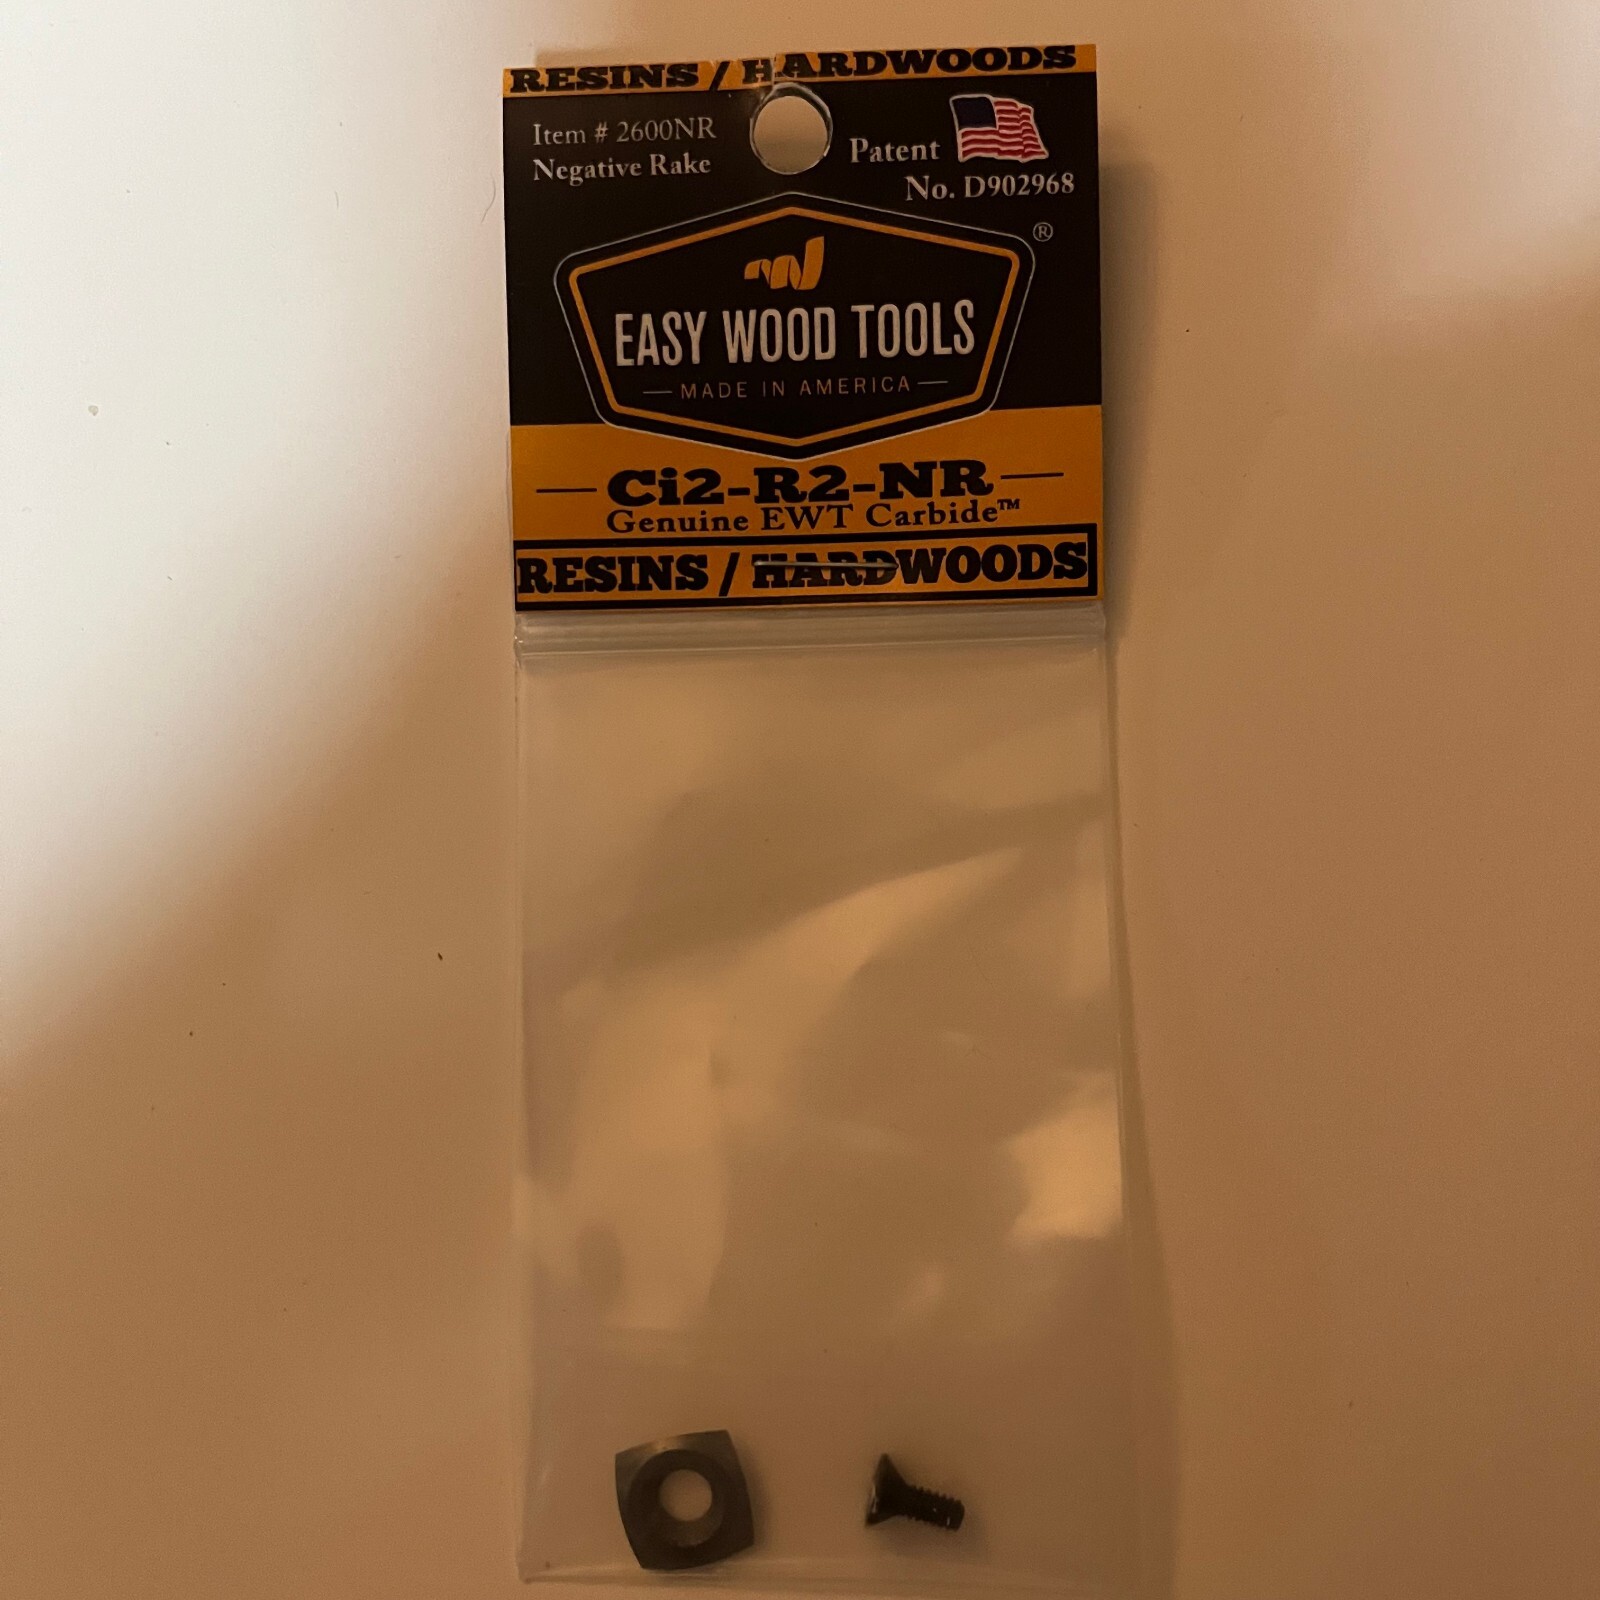 RESINS / HARDWOODS
Item # 2600NR
Negative Rake
Patent
No. D902968
®
EASY WOOD TOOLS
MADE IN AMERICA
Ci2-R2-NR
Genuine EWT Carbide™
RESINS / HARDWOODS